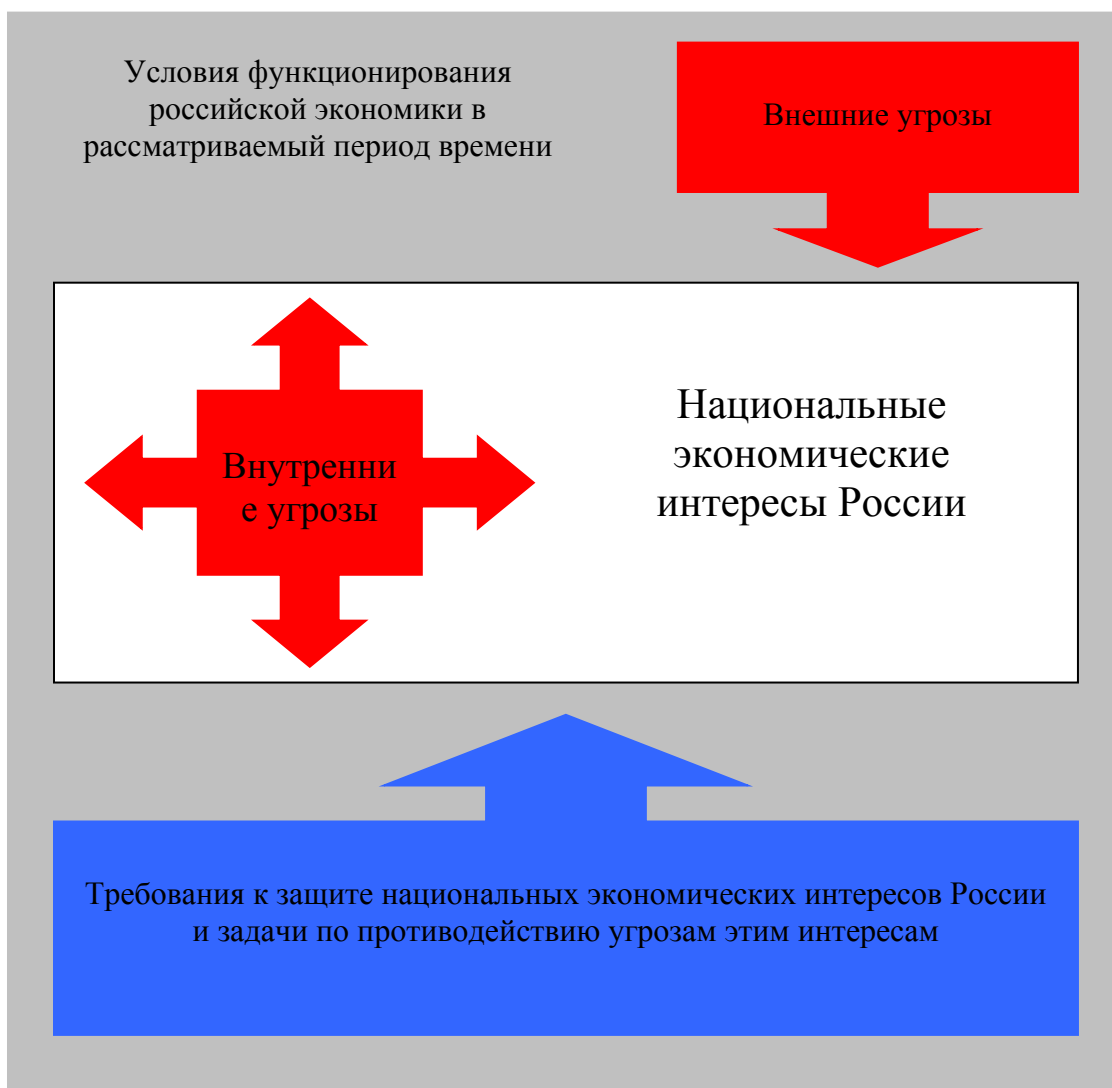 Условия функционирования
российской экономики в
рассматриваемый период времени
Внешние угрозы
Внутренни
е угрозы
Национальные
экономические
интересы России
Требования к защите национальных экономических интересов России
и задачи по противодействию угрозам этим интересам